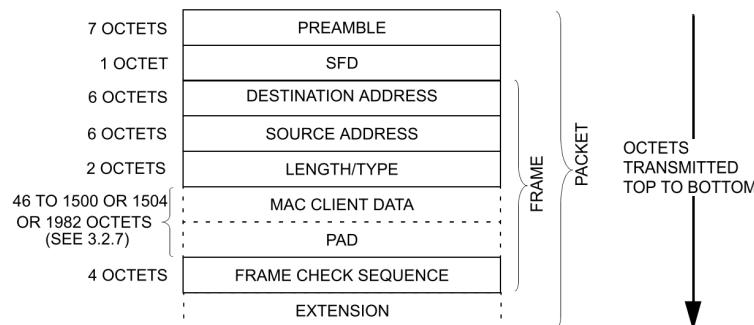 7 OCTETS PREAMBLE
1 OCTET SFD
6 OCTETS DESTINATION ADDRESS
6 OCTETS SOURCE ADDRESS
2 OCTETS LENGTH/TYPE
46 TO 1500 OR 1504
OR 1982 OCTETS
(SEE 3.2.7)
MAC CLIENT DATA
PAD
4 OCTETS FRAME CHECK SEQUENCE
EXTENSION
FRAME
PACKET
OCTETS
TRANSMITTED
TOP TO BOTTOM